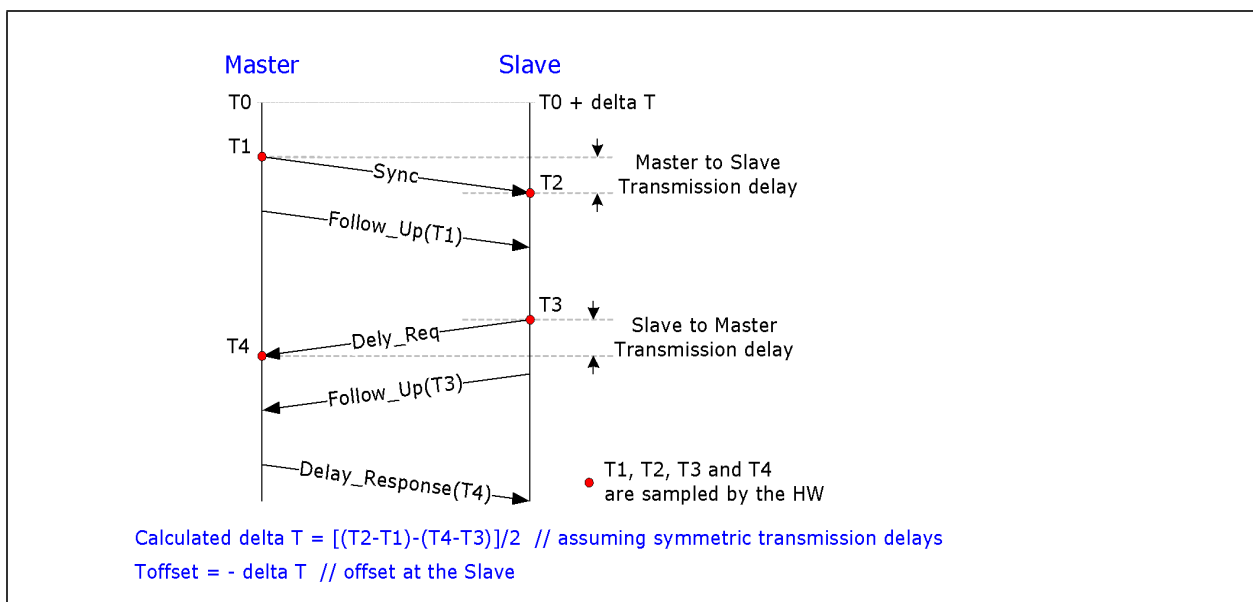 Master
Slave
T0
T0 + delta T
T1
Sync
T2
Master to Slave
Transmission delay
Follow_Up(T1)
T3
Dely_Req
T4
Slave to Master
Transmission delay
Follow_Up(T3)
Delay_Response(T4)
T1, T2, T3 and T4
are sampled by the HW
Calculated delta T = [(T2-T1)-(T4-T3)]/2  // assuming symmetric transmission delays
Toffset = - delta T  // offset at the Slave